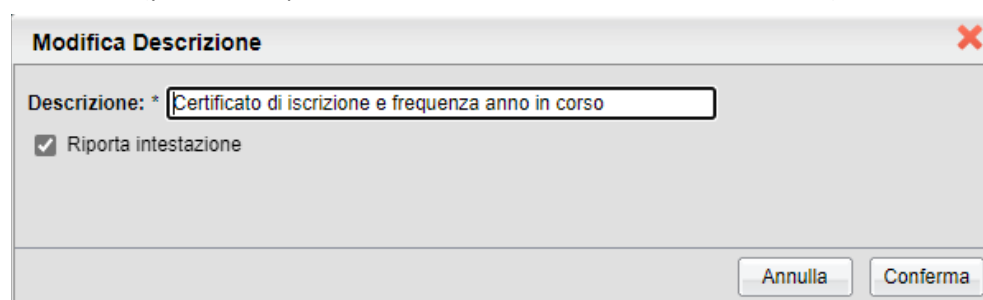 Modifica Descrizione
Descrizione: * Certificato di iscrizione e frequenza anno in corso
Riporta intestazione
Annulla Conferma